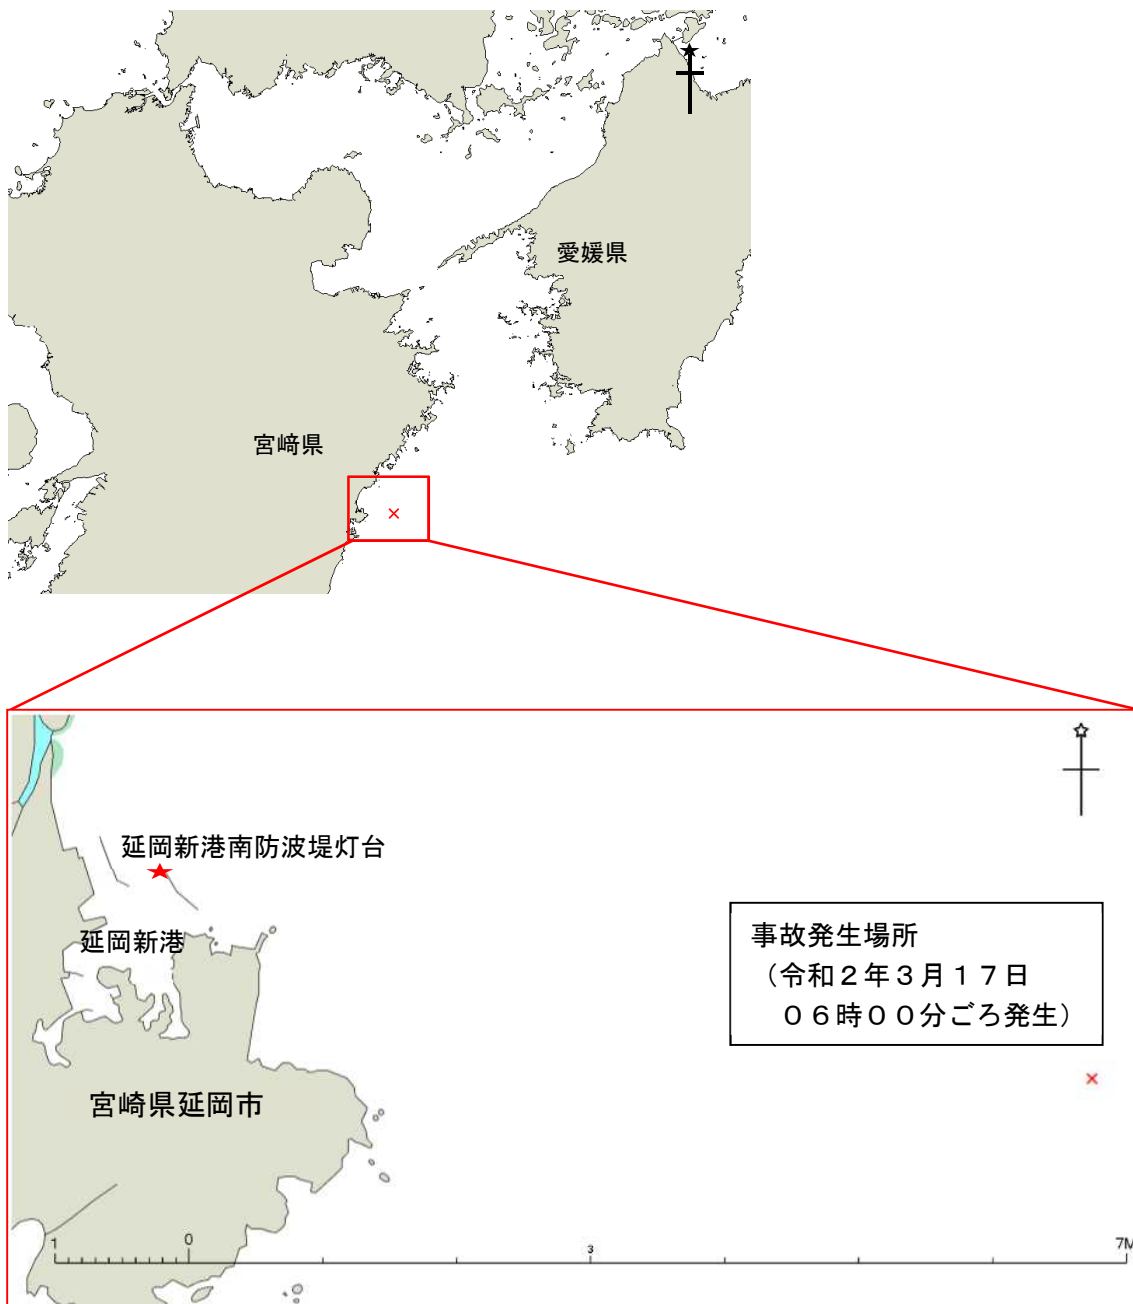 愛媛県
宮﨑県
延岡新港南防波堤灯台
延岡新港
事故発生場所
（令和２年３月１７日
０６時００分ごろ発生）
宮崎県延岡市
1 0 3 7M